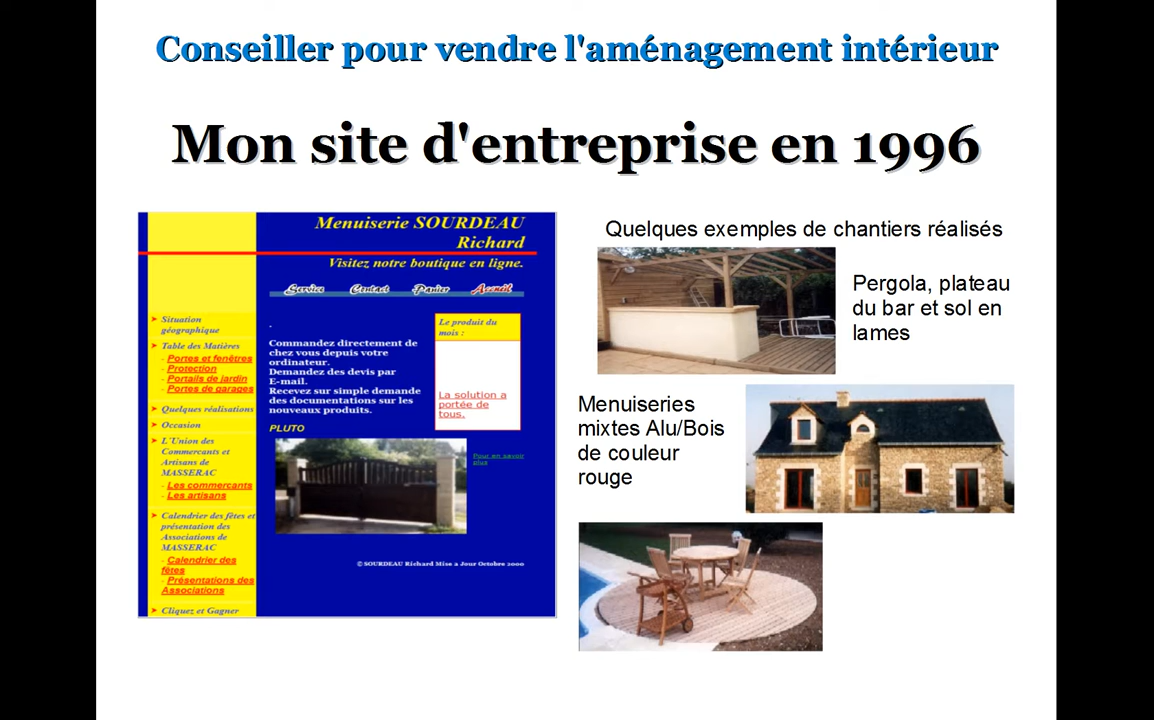 Conseiller pour vendre l'aménagement intérieur
Mon site d'entreprise en 1996
Menuiserie SOURDEAU
Richard
Visitez notre boutique en ligne.
Service Contact Panier Accueil
Situation
géographique
Table des Matières
- Portes et fenêtres
- Protection
- Portails de jardin
- Portes de garages
Quelques réalisations
Occasion
L'Union des
Commercants et
Artisans de
MASSERAC
- Les commercants
- Les artisans
Calendrier des fêtes et
présentation des
Associations de
MASSERAC
- Calendrier des
fêtes
- Présentations des
Associations
Cliquez et Gagner
.
Commandez directement de
chez vous depuis votre
ordinateur.
Demandez des devis par
E-mail.
Recevez sur simple demande
des documentations sur les
nouveaux produits.
PLUTO
Le produit du
mois :
La solution a
portée de
tous.
Pour en savoir
plus
© SOURDEAU Richard Mise a Jour Octobre 2000
Quelques exemples de chantiers réalisés
Pergola, plateau
du bar et sol en
lames
Menuiseries
mixtes Alu/Bois
de couleur
rouge